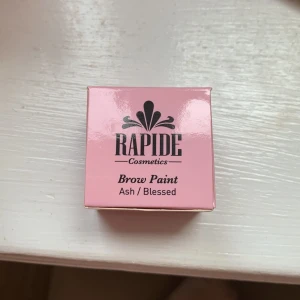 RAPIDE
Cosmetics
Brow Paint
Ash / Blessed